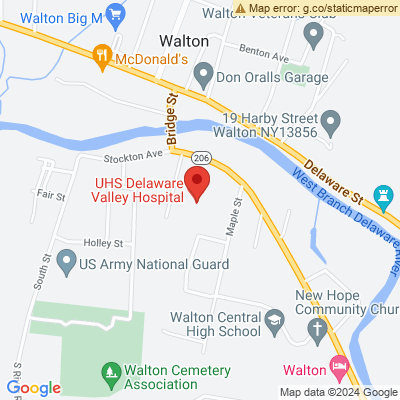 Map error: g.co/staticmaperror
Walton Veterans Club
Walton Big M
Walton
Benton Ave
McDonald's
Don Oralls Garage
Bridge St
19 Harby Street
Walton NY13856
Stockton Ave
206
Delaware St
West Branch Delaware River
UHS Delaware
Valley Hospital
Fair St
Maple St
Holley St
South St
US Army National Guard
New Hope
Community Chur
Walton Central
High School
S Ri
Walton Cemetery
Association
Walton
Google
Map data ©2024 Google